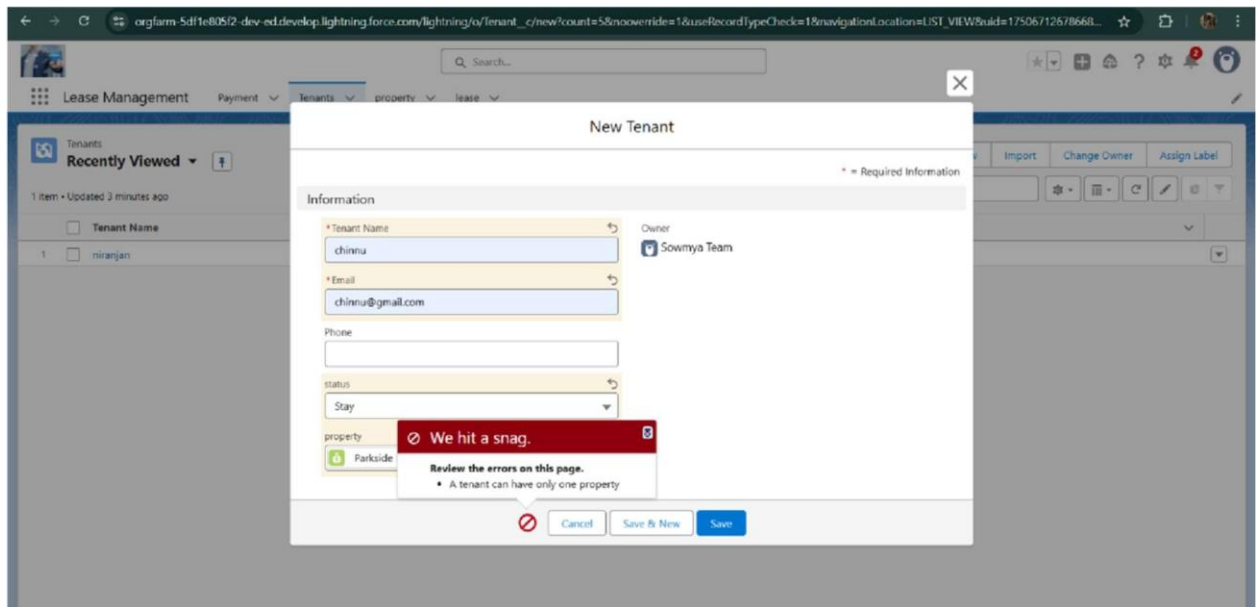 orgfarm-5df1e805f2-dev-ed.develop.lightning.force.com/lightning/o/Tenant__c/new?count=5&nooverride=1&useRecordTypeCheck=1&navigationLocation=LIST_VIEW&uid=17506712678668...
Search...
2
Lease Management Payment Tenants property lease
New Tenant
Tenants
Recently Viewed
Import Change Owner Assign Label
* = Required Information
1 item • Updated 3 minutes ago
Information
Tenant Name
1 niranjan
*Tenant Name
chinnu
Owner
Sowmya Team
*Email
chinnu@gmail.com
Phone
status
Stay
property
Parkside
We hit a snag.
Review the errors on this page.
• A tenant can have only one property
Cancel Save & New Save